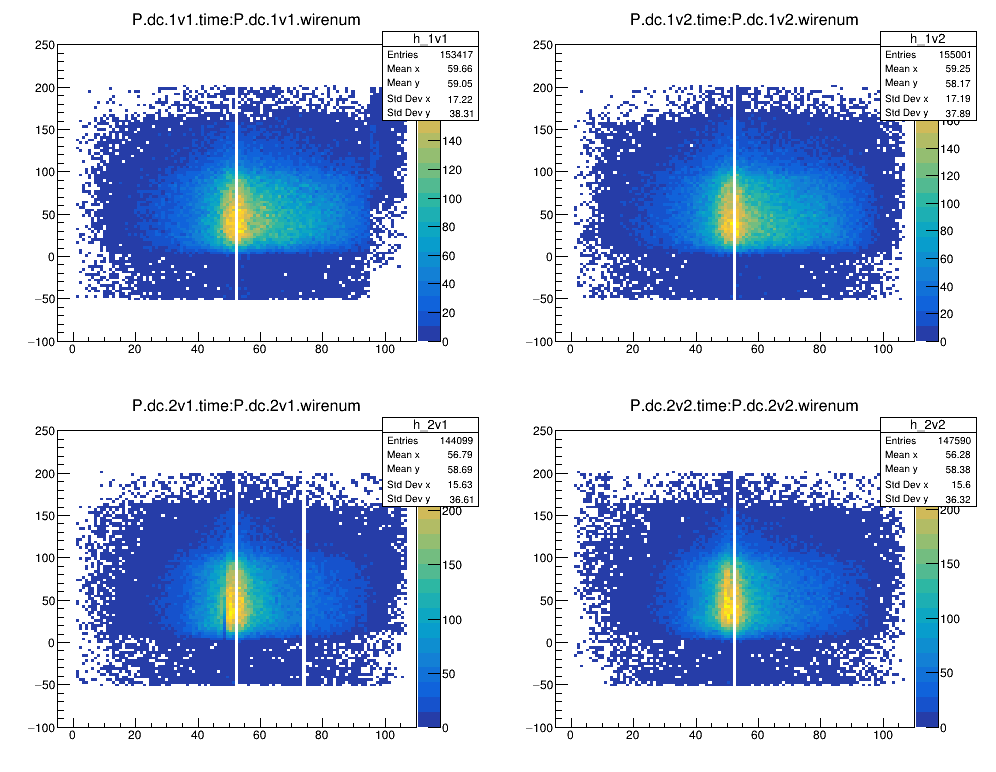 P.dc.1v1.time:P.dc.1v1.wirenum
h_1v1
Entries 153417
Mean x 59.66
Mean y 59.05
Std Dev x 17.22
Std Dev y 38.31
250
200
150
100
50
0
−50
−100
0 20 40 60 80 100
140
120
100
80
60
40
20
0
P.dc.1v2.time:P.dc.1v2.wirenum
h_1v2
Entries 155001
Mean x 59.25
Mean y 58.17
Std Dev x 17.19
Std Dev y 37.89
250
200
150
100
50
0
−50
−100
0 20 40 60 80 100
140
120
100
80
60
40
20
0
P.dc.2v1.time:P.dc.2v1.wirenum
h_2v1
Entries 144099
Mean x 56.79
Mean y 58.69
Std Dev x 15.63
Std Dev y 36.61
250
200
150
100
50
0
−50
−100
0 20 40 60 80 100
200
150
100
50
0
P.dc.2v2.time:P.dc.2v2.wirenum
h_2v2
Entries 147590
Mean x 56.28
Mean y 58.38
Std Dev x 15.6
Std Dev y 36.32
250
200
150
100
50
0
−50
−100
0 20 40 60 80 100
200
150
100
50
0